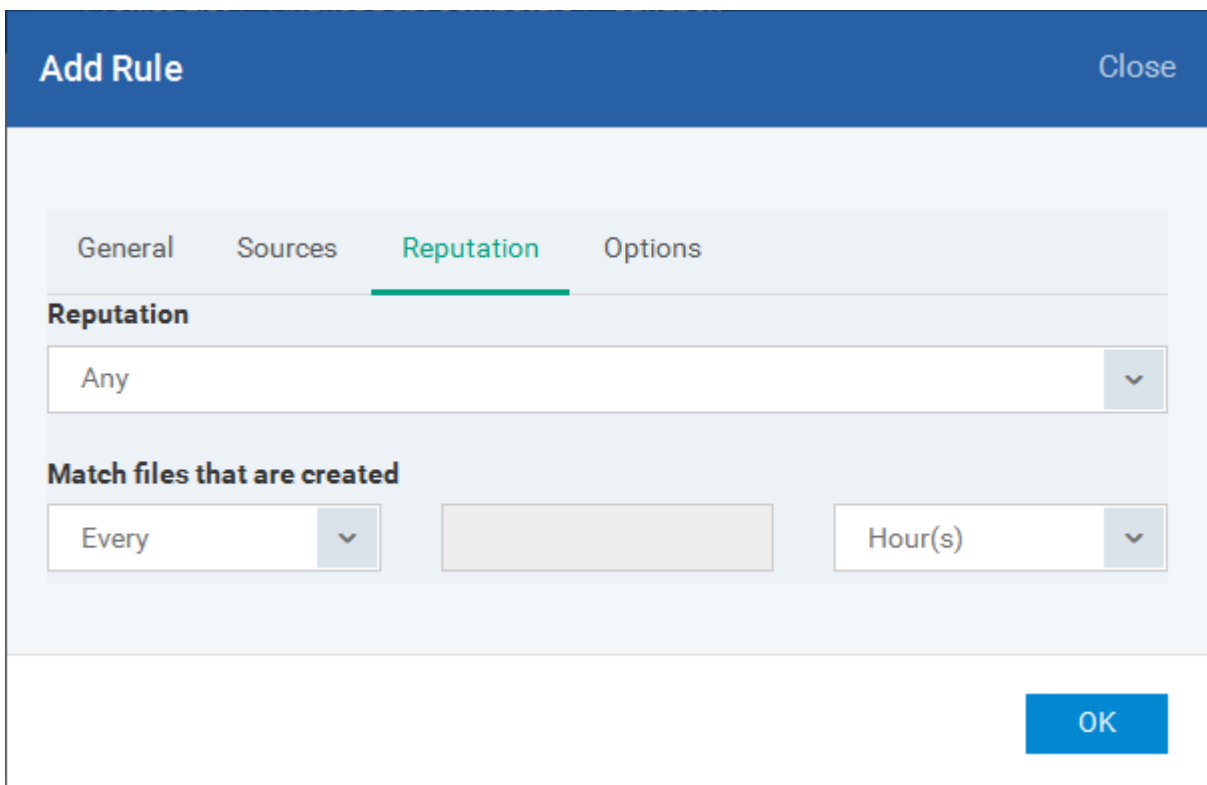 Add Rule Close
General Sources Reputation Options
Reputation
Any
Match files that are created
Every Hour(s)
OK